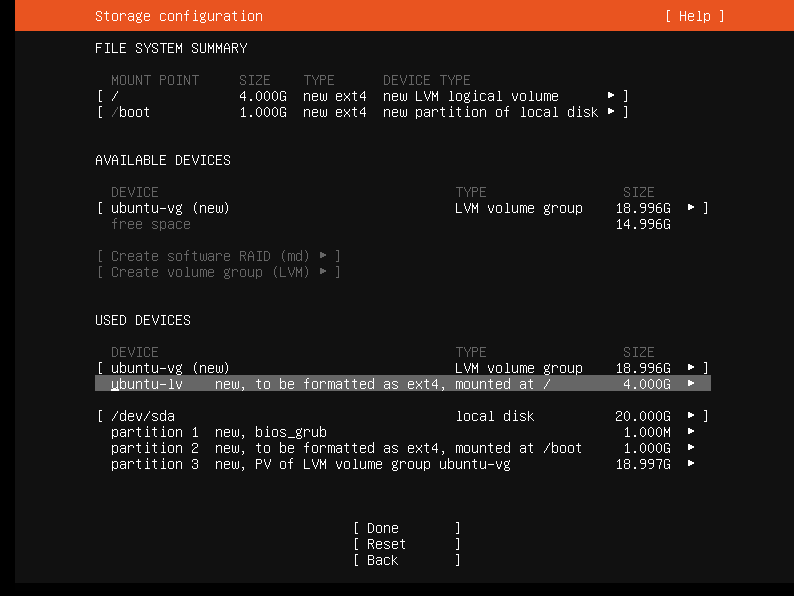 Storage configuration [ Help ]
FILE SYSTEM SUMMARY
MOUNT POINT SIZE TYPE DEVICE TYPE
[ / 4.000G new ext4 new LVM logical volume ▸ ]
[ /boot 1.000G new ext4 new partition of local disk ▸ ]
AVAILABLE DEVICES
DEVICE TYPE SIZE
[ ubuntu-vg (new) LVM volume group 18.996G ▸ ]
free space 14.996G
[ Create software RAID (md) ▸ ]
[ Create volume group (LVM) ▸ ]
USED DEVICES
DEVICE TYPE SIZE
[ ubuntu-vg (new) LVM volume group 18.996G ▸ ]
ubuntu-lv new, to be formatted as ext4, mounted at / 4.000G ▸
[ /dev/sda local disk 20.000G ▸ ]
partition 1 new, bios_grub 1.000M ▸
partition 2 new, to be formatted as ext4, mounted at /boot 1.000G ▸
partition 3 new, PV of LVM volume group ubuntu-vg 18.997G ▸
[ Done ]
[ Reset ]
[ Back ]